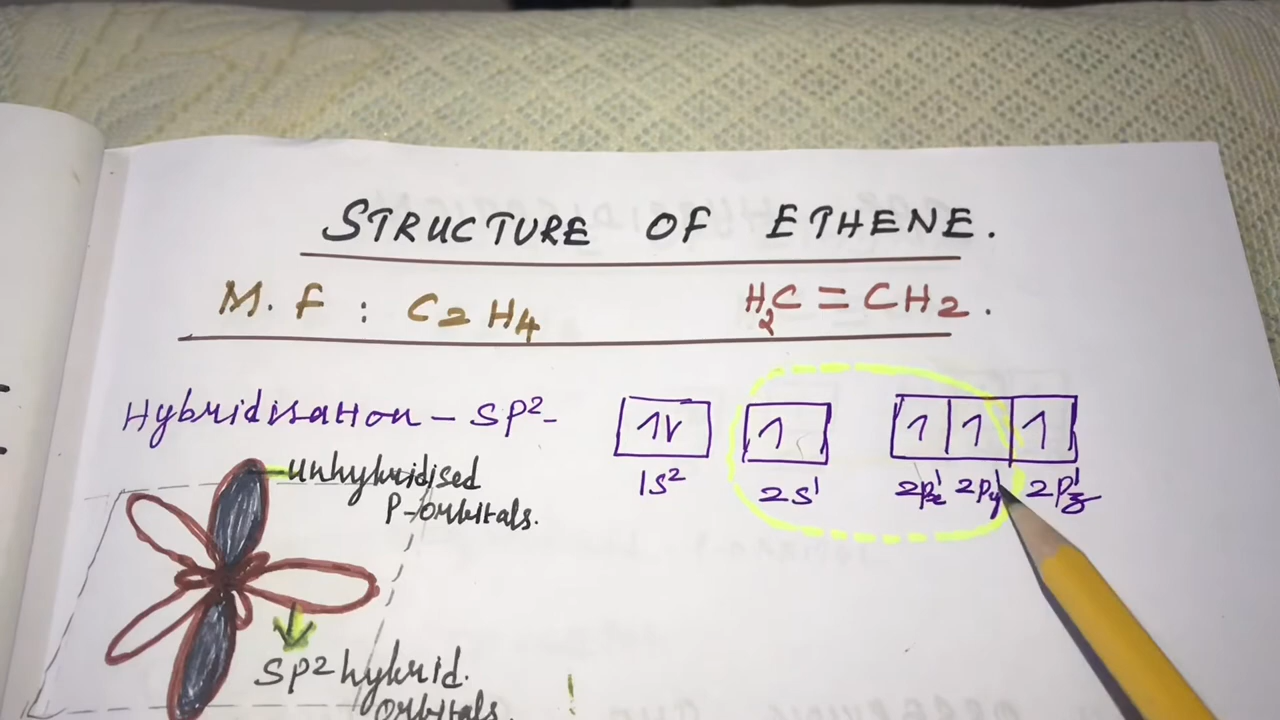 STRUCTURE OF ETHENE.
M.F : C2H4
H2C = CH2.
Hybridisation - SP2-
1S2 2S1 2Px1 2Py1 2Pz1
Unhybridised
P-orbitals.
SP2 hybrid.
orbitals.